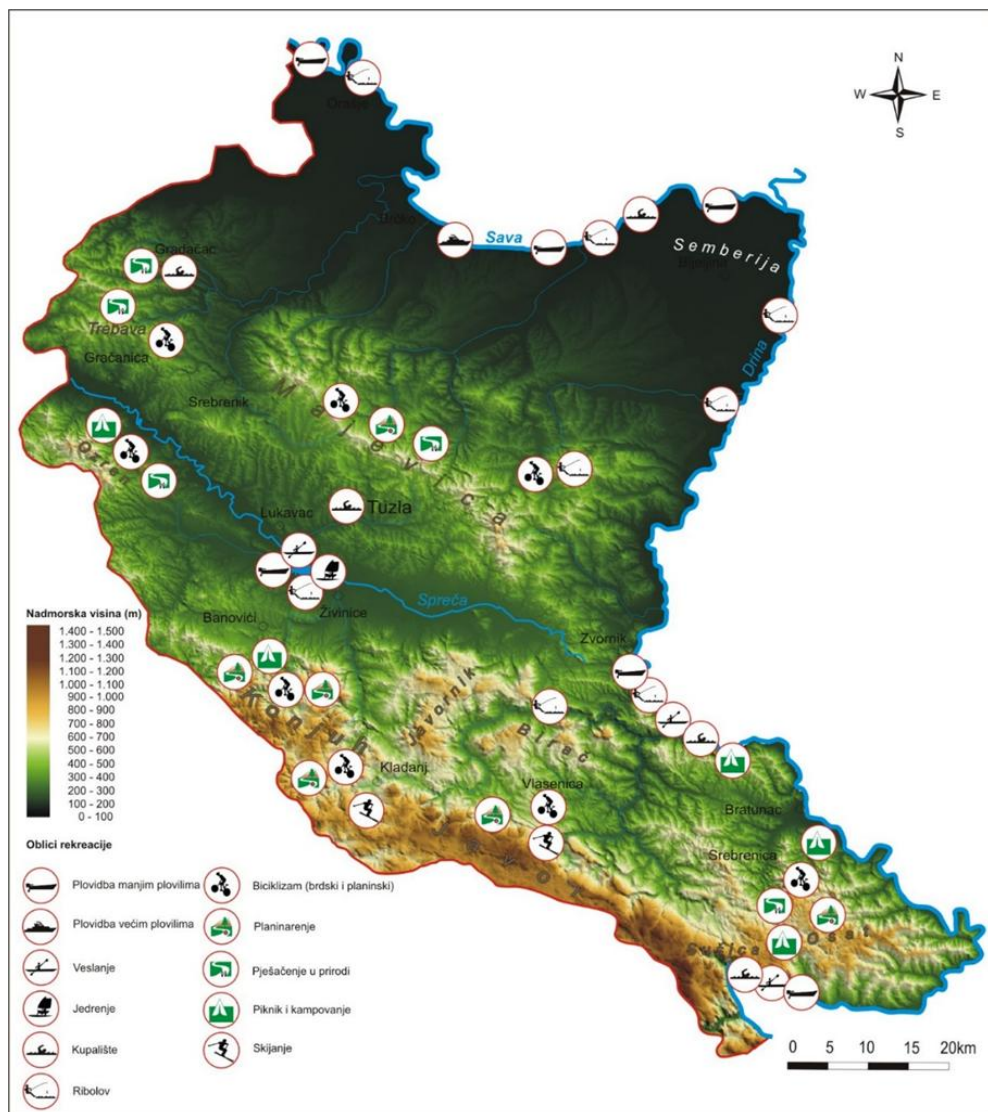 N
W E
S
Orašje
Brčko
Sava
Semberija
Bijeljina
Gradačac
Trebava
Gračanica
Drina
Srebrenik
Majevica
Ozren
Tuzla
Lukavac
Spreča
Živinice
Banovići
Zvornik
Nadmorska visina (m)
1.400 - 1.500
1.300 - 1.400
1.200 - 1.300
1.100 - 1.200
1.000 - 1.100
900 - 1.000
800 - 900
700 - 800
600 - 700
500 - 600
400 - 500
300 - 400
200 - 300
100 - 200
0 - 100
Konjuh
Javornik
Birač
Kladanj
Vlasenica
Bratunac
Srebrenica
Sušica
Osat
Oblici rekreacije
Plovidba manjim plovilima
Plovidba većim plovilima
Veslanje
Jedrenje
Kupalište
Ribolov
Biciklizam (brdski i planinski)
Planinarenje
Pješačenje u prirodi
Piknik i kampovanje
Skijanje
0 5 10 15 20km